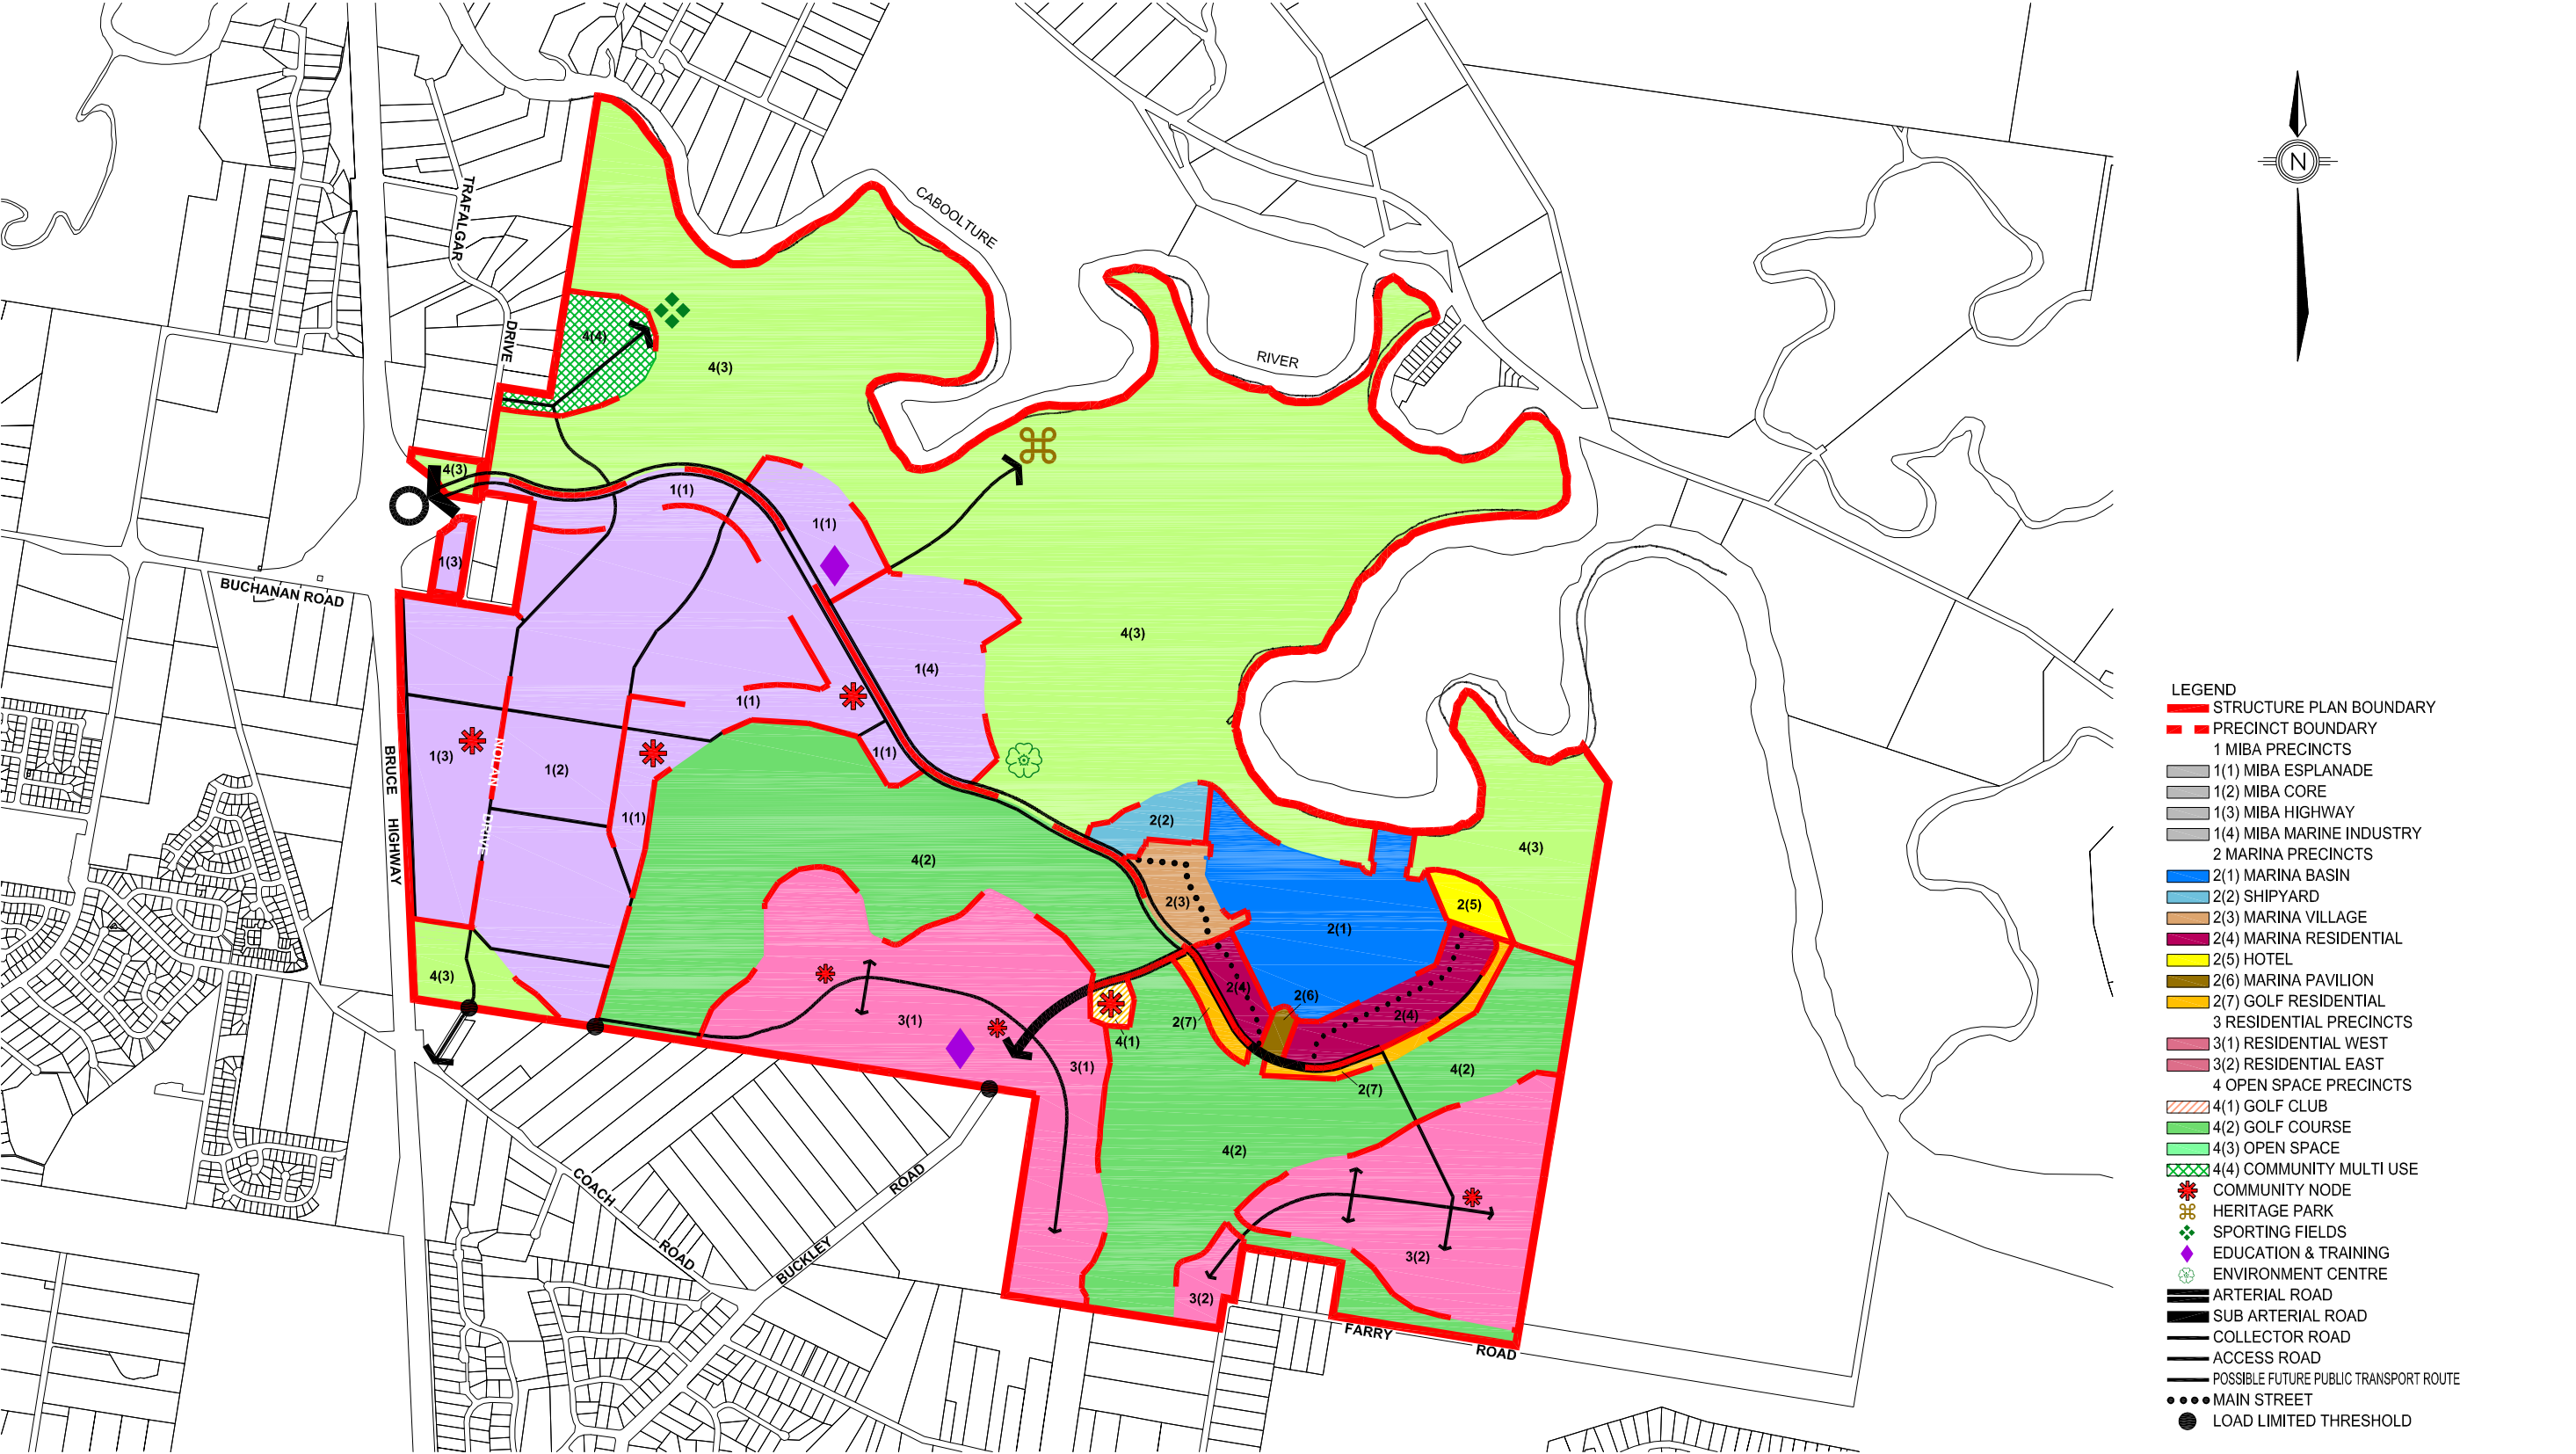 CABOOLTURE
RIVER
N
TRAFALGAR
DRIVE
4(4)
4(3)
4(3)
1(1)
1(1)
1(3)
BUCHANAN ROAD
4(3)
1(4)
1(1)
1(1)
1(3)
NOLAN
DRIVE
1(2)
BRUCE
HIGHWAY
1(1)
4(2)
2(2)
4(3)
2(3)
2(5)
2(1)
4(3)
2(4)
2(6)
2(4)
2(7)
3(1)
4(1)
3(1)
4(2)
2(7)
4(2)
COACH
ROAD
BUCKLEY
ROAD
3(2)
3(2)
FARRY
ROAD
LEGEND
STRUCTURE PLAN BOUNDARY
PRECINCT BOUNDARY
1 MIBA PRECINCTS
1(1) MIBA ESPLANADE
1(2) MIBA CORE
1(3) MIBA HIGHWAY
1(4) MIBA MARINE INDUSTRY
2 MARINA PRECINCTS
2(1) MARINA BASIN
2(2) SHIPYARD
2(3) MARINA VILLAGE
2(4) MARINA RESIDENTIAL
2(5) HOTEL
2(6) MARINA PAVILION
2(7) GOLF RESIDENTIAL
3 RESIDENTIAL PRECINCTS
3(1) RESIDENTIAL WEST
3(2) RESIDENTIAL EAST
4 OPEN SPACE PRECINCTS
4(1) GOLF CLUB
4(2) GOLF COURSE
4(3) OPEN SPACE
4(4) COMMUNITY MULTI USE
COMMUNITY NODE
HERITAGE PARK
SPORTING FIELDS
EDUCATION & TRAINING
ENVIRONMENT CENTRE
ARTERIAL ROAD
SUB ARTERIAL ROAD
COLLECTOR ROAD
ACCESS ROAD
POSSIBLE FUTURE PUBLIC TRANSPORT ROUTE
MAIN STREET
LOAD LIMITED THRESHOLD